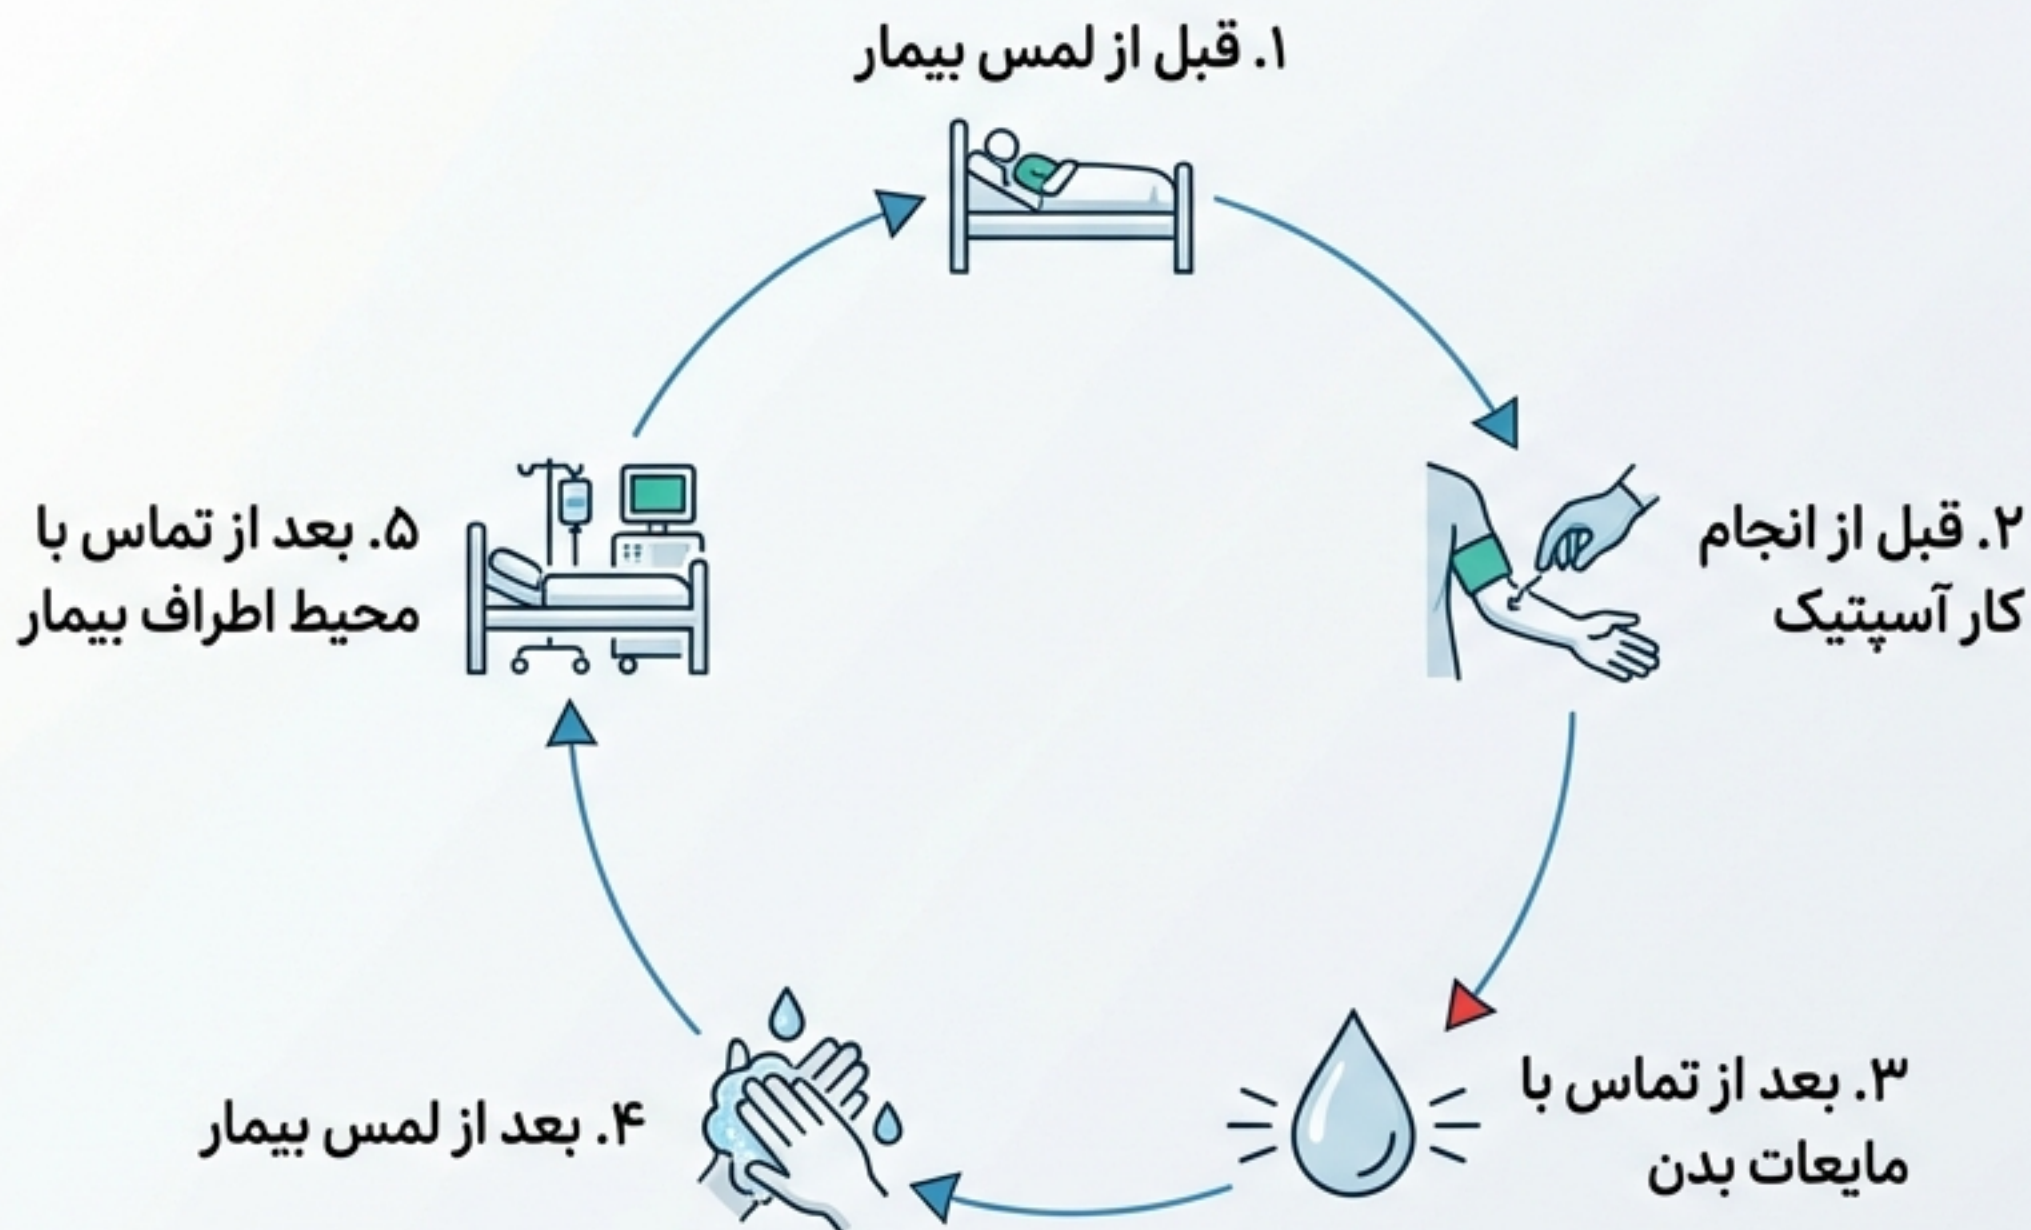 ۱. قبل از لمس بیمار
۲. قبل از انجام
کار آسپتیک
۳. بعد از تماس با
مایعات بدن
۴. بعد از لمس بیمار
۵. بعد از تماس با
محیط اطراف بیمار